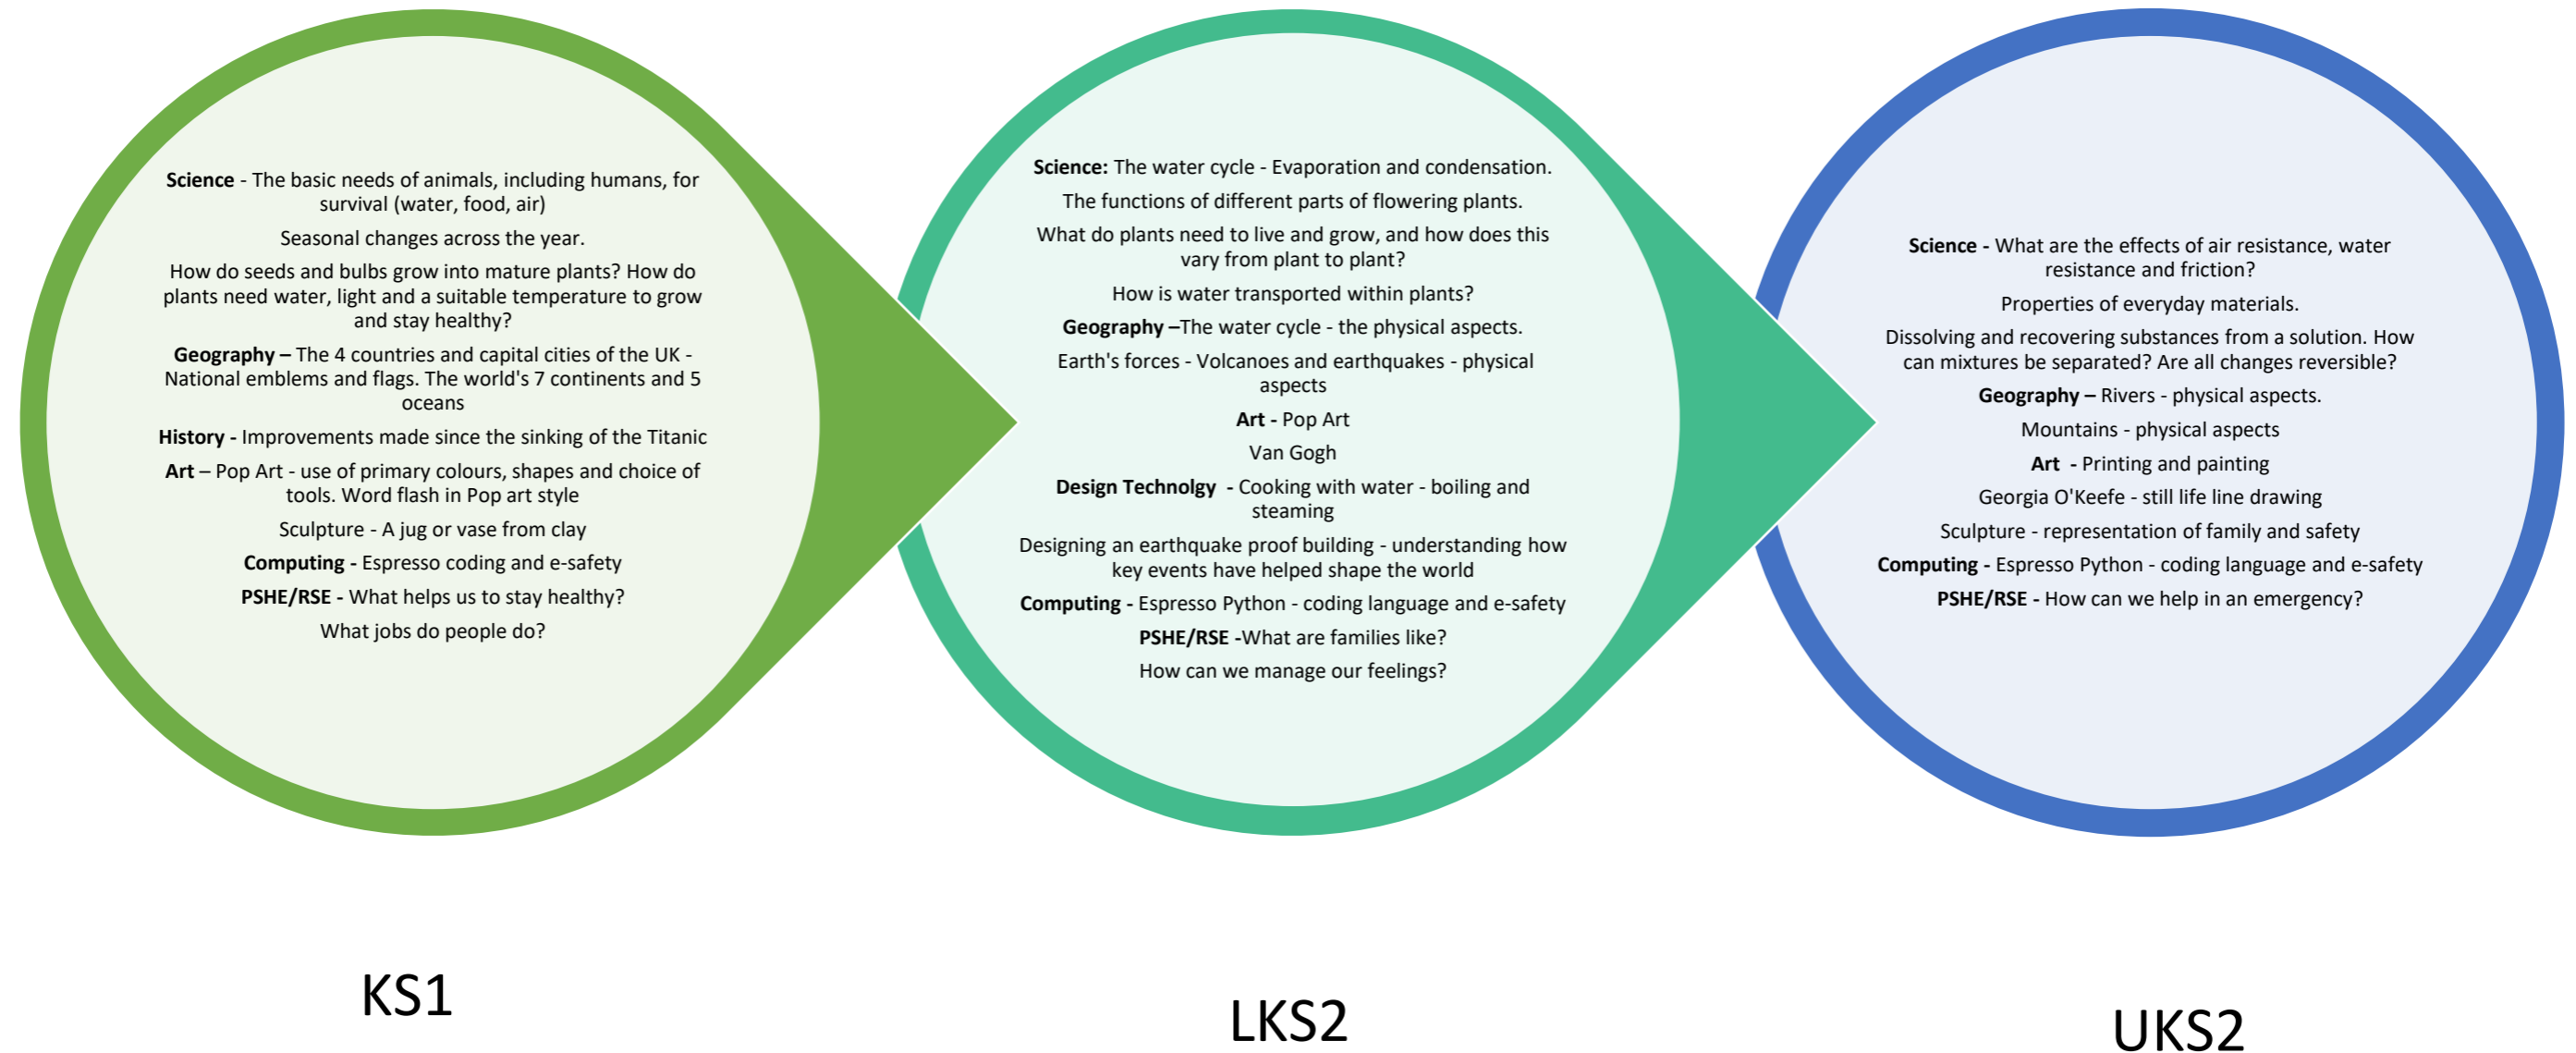 Science - The basic needs of animals, including humans, for
survival (water, food, air)
Seasonal changes across the year.
How do seeds and bulbs grow into mature plants? How do
plants need water, light and a suitable temperature to grow
and stay healthy?
Geography – The 4 countries and capital cities of the UK -
National emblems and flags. The world's 7 continents and 5
oceans
History - Improvements made since the sinking of the Titanic
Art – Pop Art - use of primary colours, shapes and choice of
tools. Word flash in Pop art style
Sculpture - A jug or vase from clay
Computing - Espresso coding and e-safety
PSHE/RSE - What helps us to stay healthy?
What jobs do people do?
KS1
Science: The water cycle - Evaporation and condensation.
The functions of different parts of flowering plants.
What do plants need to live and grow, and how does this
vary from plant to plant?
How is water transported within plants?
Geography –The water cycle - the physical aspects.
Earth's forces - Volcanoes and earthquakes - physical
aspects
Art - Pop Art
Van Gogh
Design Technolgy - Cooking with water - boiling and
steaming
Designing an earthquake proof building - understanding how
key events have helped shape the world
Computing - Espresso Python - coding language and e-safety
PSHE/RSE -What are families like?
How can we manage our feelings?
LKS2
Science - What are the effects of air resistance, water
resistance and friction?
Properties of everyday materials.
Dissolving and recovering substances from a solution. How
can mixtures be separated? Are all changes reversible?
Geography – Rivers - physical aspects.
Mountains - physical aspects
Art - Printing and painting
Georgia O'Keefe - still life line drawing
Sculpture - representation of family and safety
Computing - Espresso Python - coding language and e-safety
PSHE/RSE - How can we help in an emergency?
UKS2